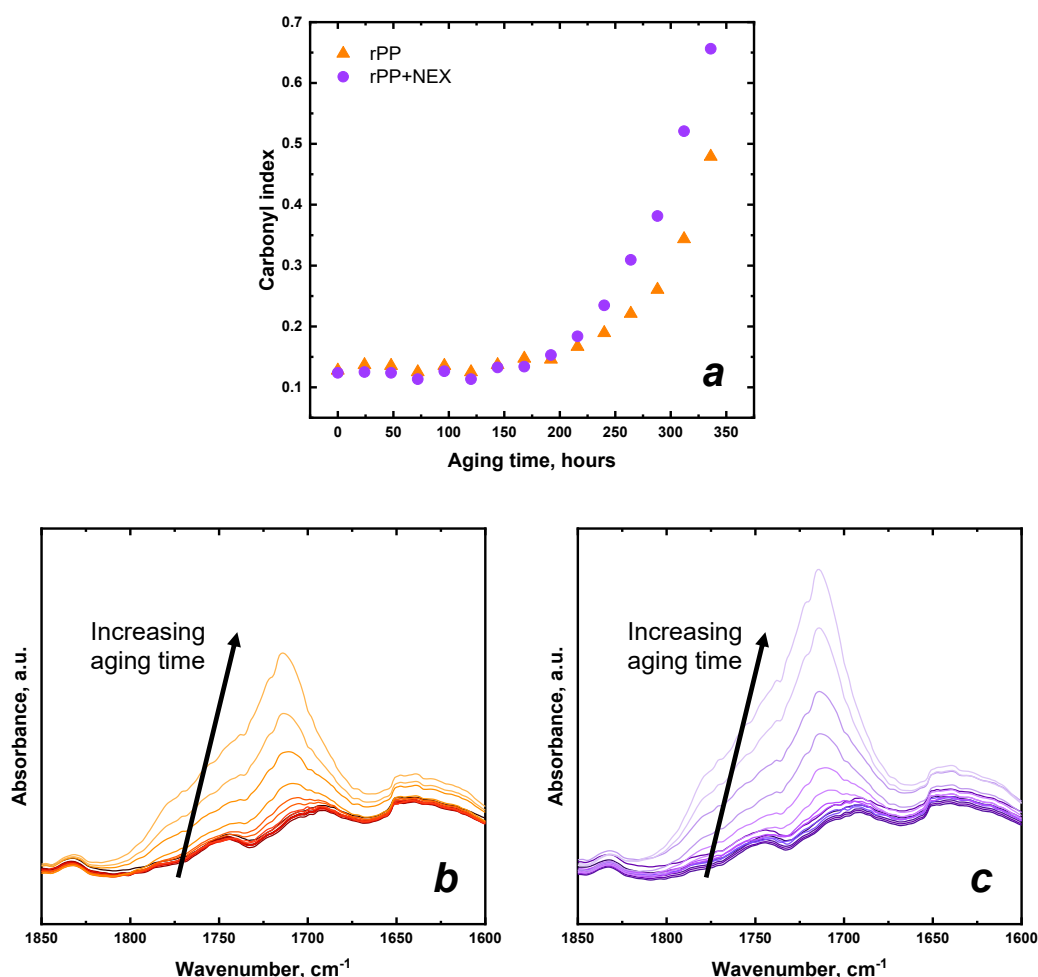 0.7
0.6
0.5
0.4
0.3
0.2
0.1
Carbonyl index
rPP
rPP+NEX
a
0 50 100 150 200 250 300 350
Aging time, hours
Absorbance, a.u.
Increasing
aging time
b
1850 1800 1750 1700 1650 1600
Wavenumber, cm⁻¹
Absorbance, a.u.
Increasing
aging time
c
1850 1800 1750 1700 1650 1600
Wavenumber, cm⁻¹